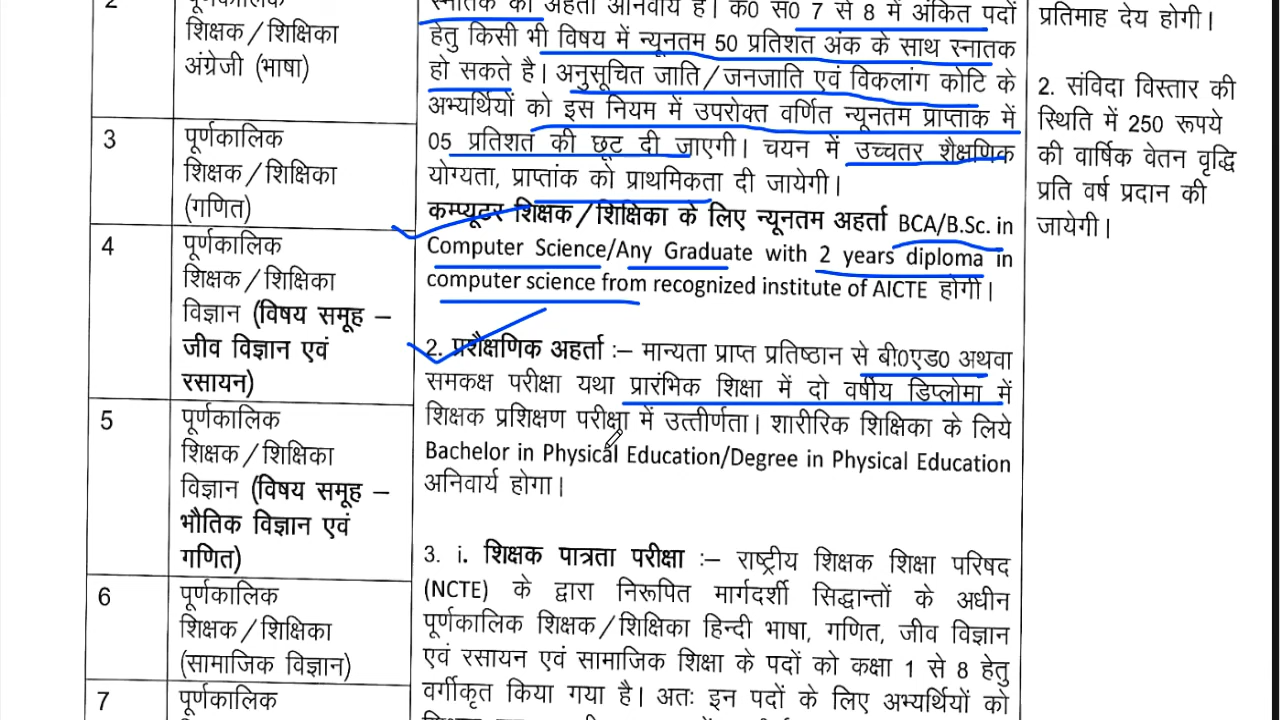 2
पूर्णकालिक
शिक्षक/शिक्षिका
अंग्रेजी (भाषा)
3
पूर्णकालिक
शिक्षक/शिक्षिका
(गणित)
4
पूर्णकालिक
शिक्षक/शिक्षिका
विज्ञान (विषय समूह –
जीव विज्ञान एवं
रसायन)
5
पूर्णकालिक
शिक्षक/शिक्षिका
विज्ञान (विषय समूह –
भौतिक विज्ञान एवं
गणित)
6
पूर्णकालिक
शिक्षक/शिक्षिका
(सामाजिक विज्ञान)
7
पूर्णकालिक
स्नातक की अहर्ता अनिवार्य है। क0 सं0 7 से 8 में अंकित पदों
हेतु किसी भी विषय में न्यूनतम 50 प्रतिशत अंक के साथ स्नातक
हो सकते है। अनुसूचित जाति/जनजाति एवं विकलांग कोटि के
अभ्यर्थियों को इस नियम में उपरोक्त वर्णित न्यूनतम प्राप्ताक में
05 प्रतिशत की छूट दी जाएगी। चयन में उच्चतर शैक्षणिक
योग्यता, प्राप्तांक को प्राथमिकता दी जायेगी।
कम्प्यूटर शिक्षक/शिक्षिका के लिए न्यूनतम अहर्ता BCA/B.Sc. in
Computer Science/Any Graduate with 2 years diploma in
computer science from recognized institute of AICTE होगी।
2. प्रशैक्षणिक अहर्ता :– मान्यता प्राप्त प्रतिष्ठान से बी0एड0 अथवा
समकक्ष परीक्षा यथा प्रारंभिक शिक्षा में दो वर्षीय डिप्लोमा में
शिक्षक प्रशिक्षण परीक्षा में उत्तीर्णता। शारीरिक शिक्षिका के लिये
Bachelor in Physical Education/Degree in Physical Education
अनिवार्य होगा।
3. i. शिक्षक पात्रता परीक्षा :– राष्ट्रीय शिक्षक शिक्षा परिषद
(NCTE) के द्वारा निरूपित मार्गदर्शी सिद्धान्तों के अधीन
पूर्णकालिक शिक्षक/शिक्षिका हिन्दी भाषा, गणित, जीव विज्ञान
एवं रसायन एवं सामाजिक शिक्षा के पदों को कक्षा 1 से 8 हेतु
वर्गीकृत किया गया है। अतः इन पदों के लिए अभ्यर्थियों को
प्रतिमाह देय होगी।
2. संविदा विस्तार की
स्थिति में 250 रूपये
की वार्षिक वेतन वृद्धि
प्रति वर्ष प्रदान की
जायेगी।